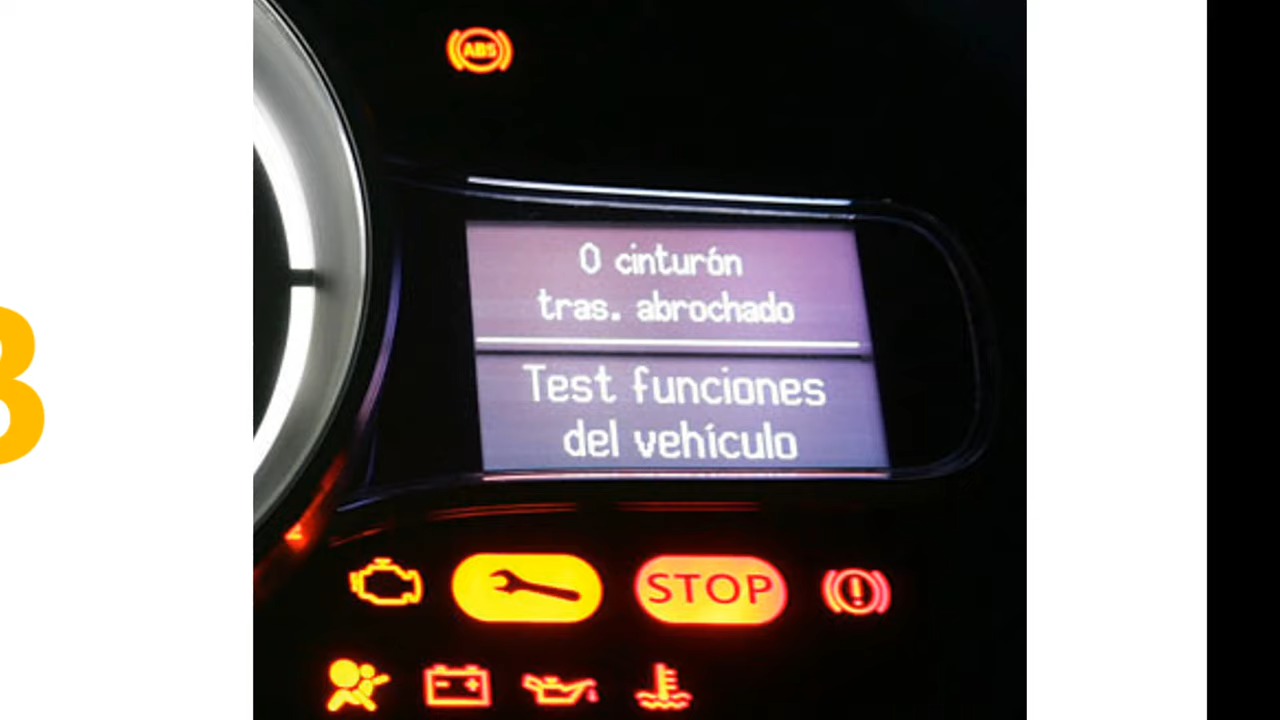 ABS
0 cinturón
tras. abrochado
Test funciones
del vehículo
STOP